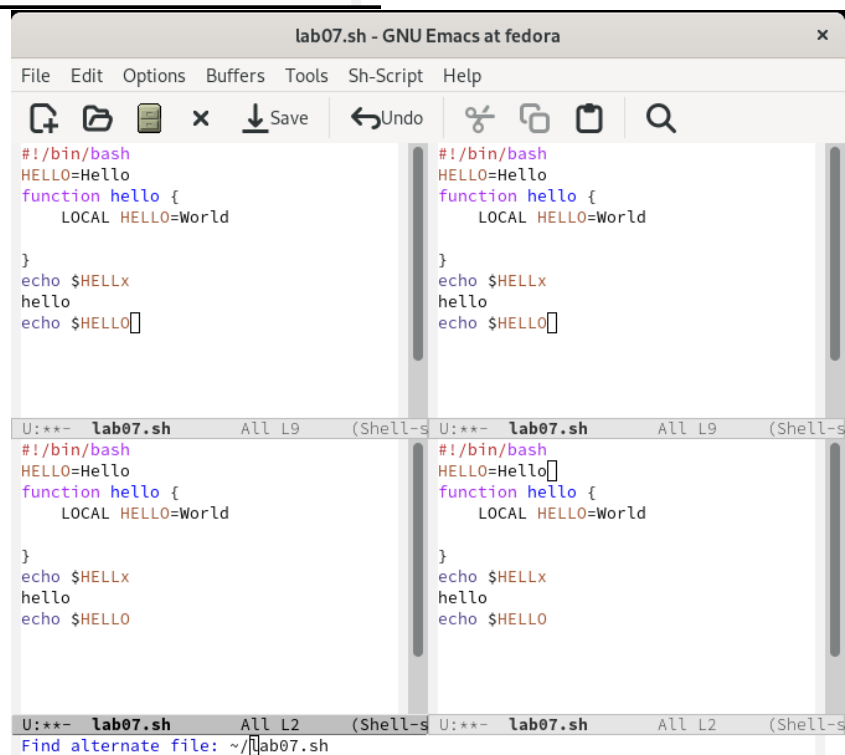 lab07.sh - GNU Emacs at fedora
File Edit Options Buffers Tools Sh-Script Help
Save Undo
#!/bin/bash
HELLO=Hello
function hello {
    LOCAL HELLO=World
}
echo $HELLx
hello
echo $HELLO
U:**- lab07.sh All L9 (Shell-s
#!/bin/bash
HELLO=Hello
function hello {
    LOCAL HELLO=World
}
echo $HELLx
hello
echo $HELLO
U:**- lab07.sh All L9 (Shell-s
#!/bin/bash
HELLO=Hello
function hello {
    LOCAL HELLO=World
}
echo $HELLx
hello
echo $HELLO
U:**- lab07.sh All L2 (Shell-s
#!/bin/bash
HELLO=Hello
function hello {
    LOCAL HELLO=World
}
echo $HELLx
hello
echo $HELLO
U:**- lab07.sh All L2 (Shell-s
Find alternate file: ~/lab07.sh